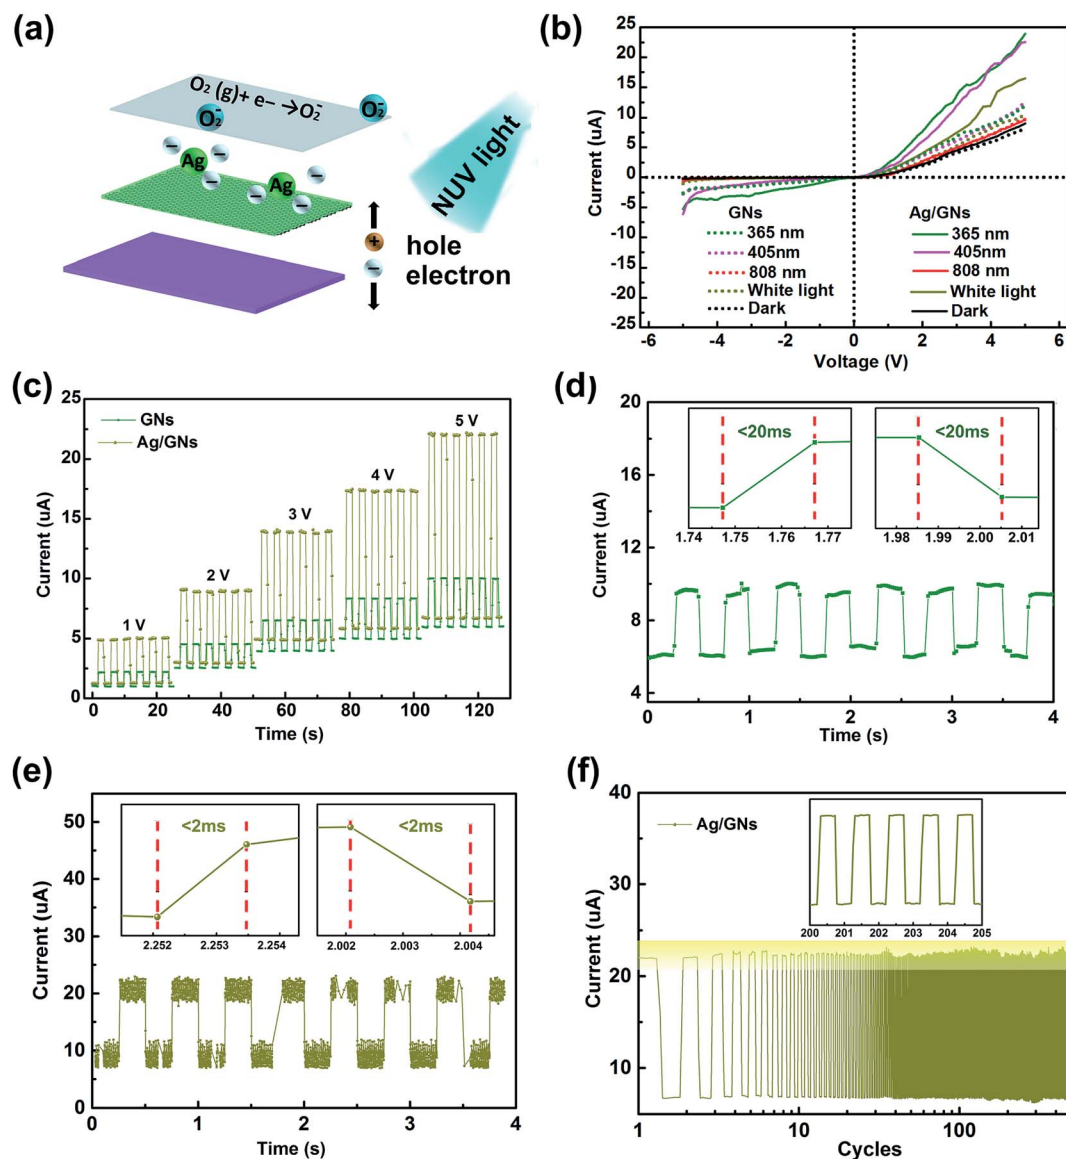 (a)
O₂ (g)+ e− →O₂⁻
O₂⁻
O₂⁻
Ag
Ag
NUV light
hole
electron
(b)
Current (uA)
25
20
15
10
5
0
-5
-10
-15
-20
-25
GNs
365 nm
405nm
808 nm
White light
Dark
Ag/GNs
365 nm
405nm
808 nm
White light
Dark
-6 -4 -2 0 2 4 6
Voltage (V)
(c)
Current (uA)
25
20
15
10
5
0
GNs
Ag/GNs
1 V
2 V
3 V
4 V
5 V
0 20 40 60 80 100 120
Time (s)
(d)
Current (uA)
20
18
16
14
12
10
8
6
4
<20ms
1.74 1.75 1.76 1.77
<20ms
1.98 1.99 2.00 2.01
0 1 2 3 4
Time (s)
(e)
Current (uA)
50
40
30
20
10
0
<2ms
2.252 2.253 2.254
<2ms
2.002 2.003 2.004
0 1 2 3 4
Time (s)
(f)
Current (uA)
40
30
20
10
Ag/GNs
200 201 202 203 204 205
1 10 100
Cycles